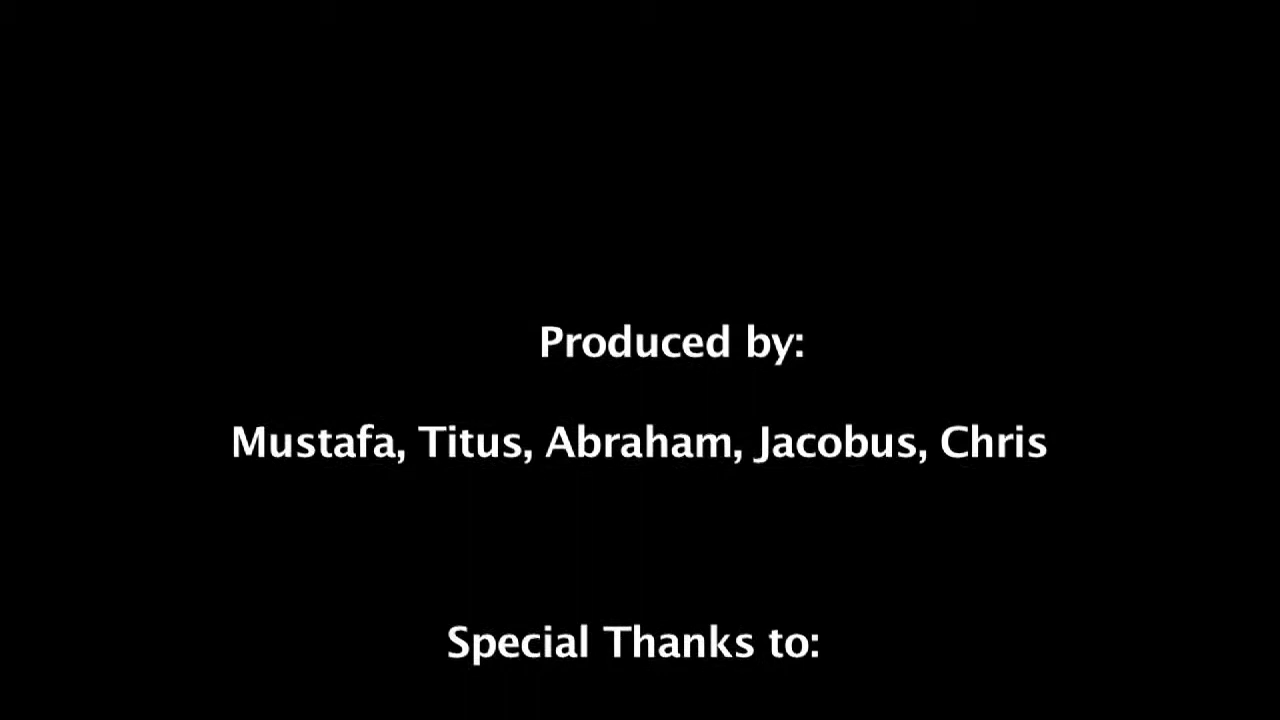 Produced by:
Mustafa, Titus, Abraham, Jacobus, Chris
Special Thanks to: